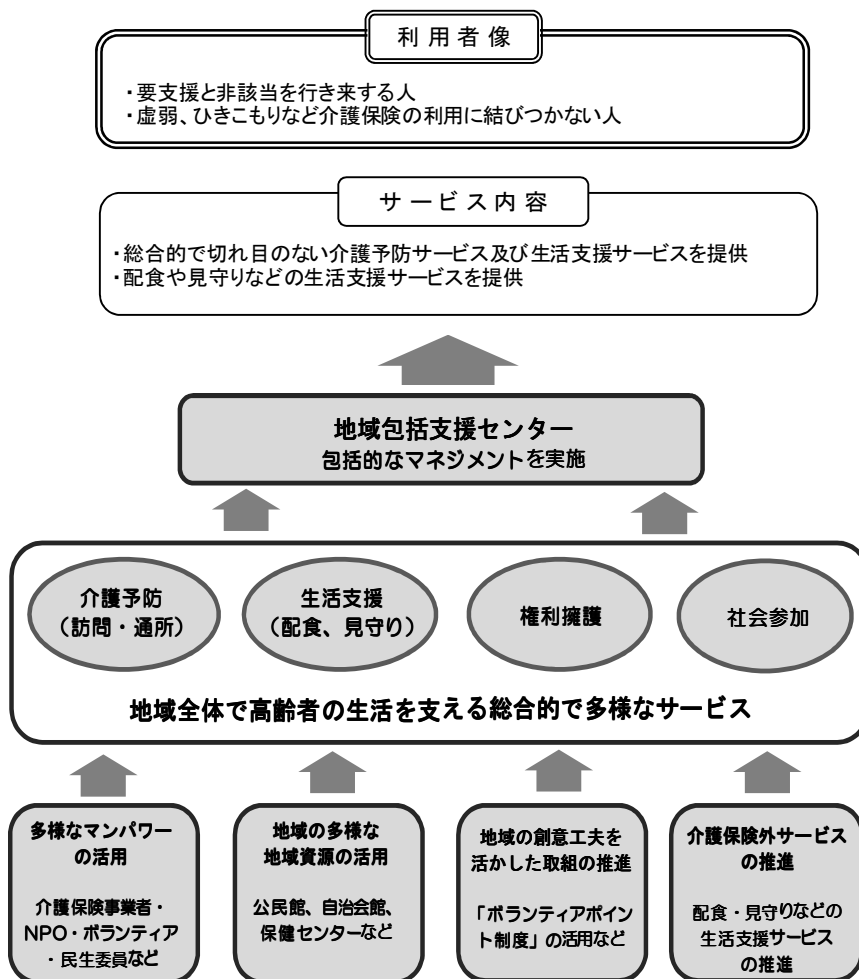 利用者像
・要支援と非該当を行き来する人
・虚弱、ひきこもりなど介護保険の利用に結びつかない人
サービス内容
・総合的で切れ目のない介護予防サービス及び生活支援サービスを提供
・配食や見守りなどの生活支援サービスを提供
地域包括支援センター
包括的なマネジメントを実施
介護予防
（訪問・通所）
生活支援
（配食、見守り）
権利擁護
社会参加
地域全体で高齢者の生活を支える総合的で多様なサービス
多様なマンパワー
の活用
介護保険事業者・
NPO・ボランティア
・民生委員など
地域の多様な
地域資源の活用
公民館、自治会館、
保健センターなど
地域の創意工夫を
活かした取組の推進
「ボランティアポイン
ト制度」の活用など
介護保険外サービス
の推進
配食・見守りなどの
生活支援サービス
の推進